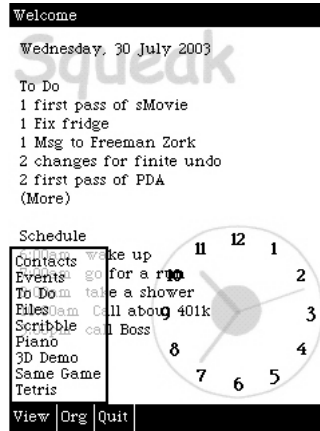 Welcome
Squeak
Wednesday, 30 July 2003
To Do
1 first pass of sMovie
1 Fix fridge
1 Msg to Freeman Zork
2 changes for finite undo
2 first pass of PDA
(More)
Schedule
wake up
go for a run
take a shower
Call about 401k
call Boss
Contacts
Events
To Do
Files
Scribble
Piano
3D Demo
Same Game
Tetris
12
1
2
3
4
5
6
7
8
9
10
11
View Org Quit